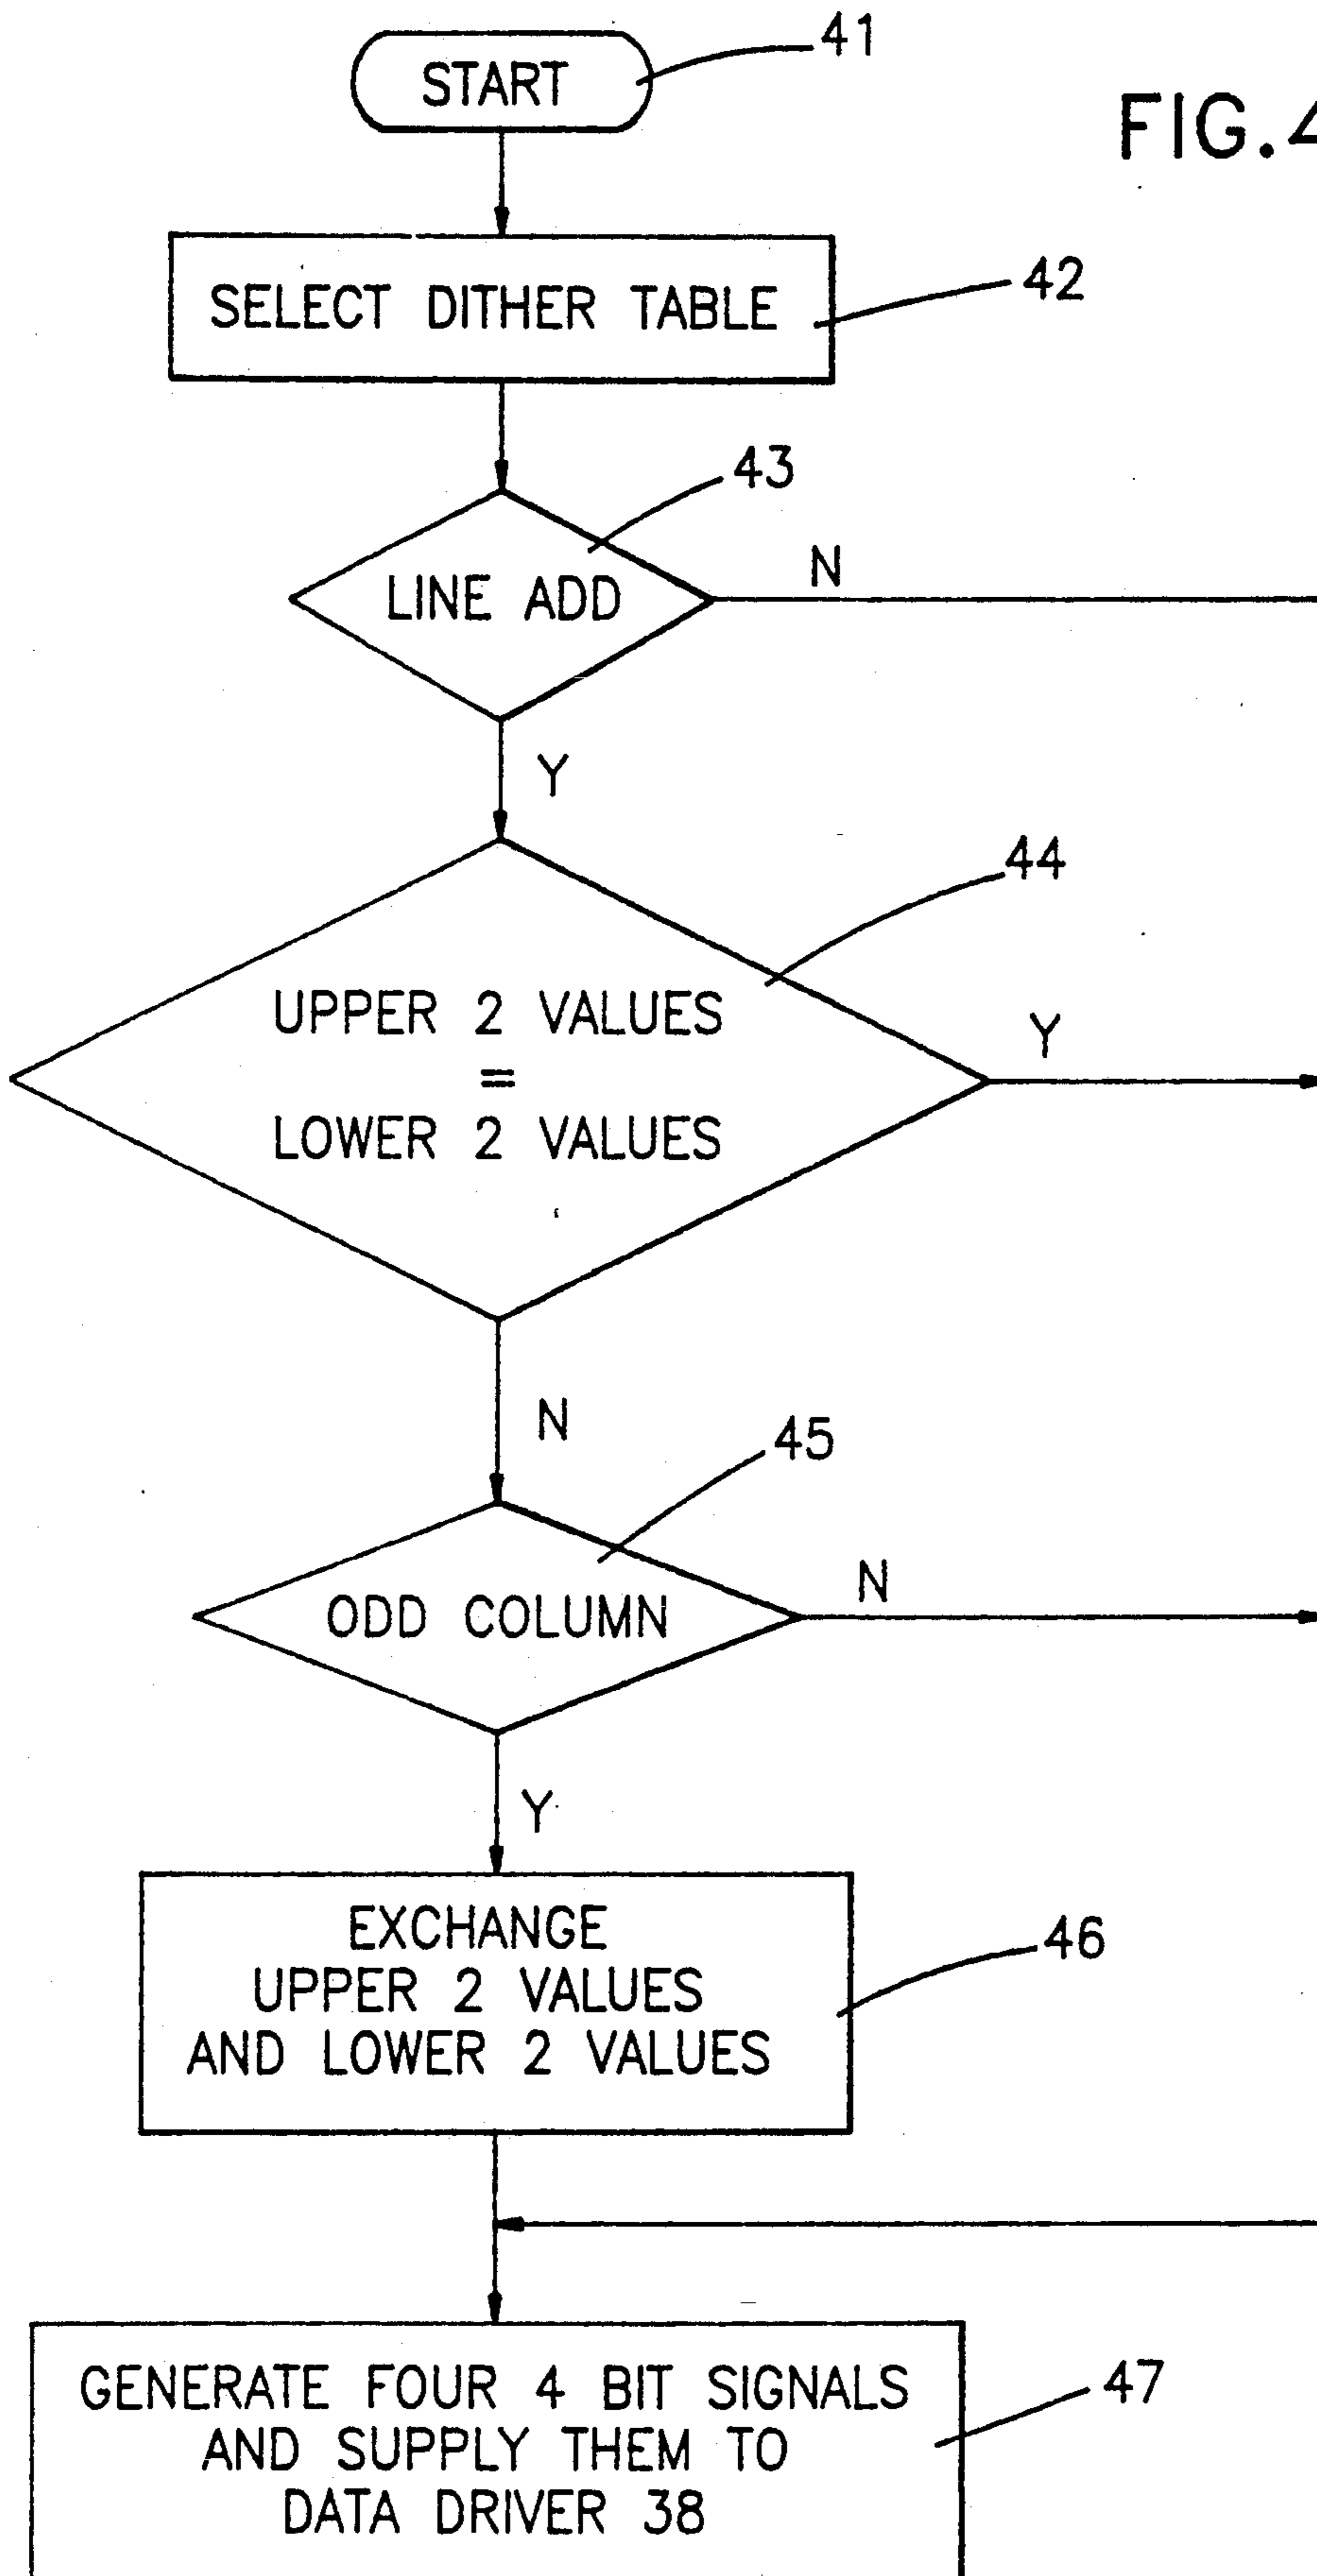 41
START
FIG.4
42
SELECT DITHER TABLE
43
LINE ADD
N
Y
44
UPPER 2 VALUES
=
LOWER 2 VALUES
Y
N
45
ODD COLUMN
N
Y
EXCHANGE
UPPER 2 VALUES
AND LOWER 2 VALUES
46
GENERATE FOUR 4 BIT SIGNALS
AND SUPPLY THEM TO
DATA DRIVER 38
47